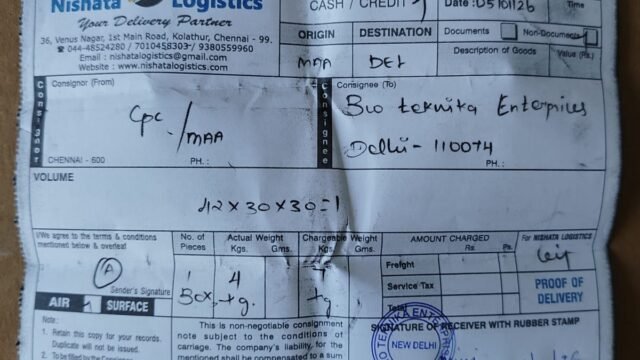 Nishata Logistics
Your Delivery Partner
36, Venus Nagar, 1st Main Road, Kolathur, Chennai - 99.
044-48524280 / 7010458303 / 9380559960
Email : nishatalogistics@gmail.com
Website : www.nishatalogistics.com
CASH / CREDIT
Date : 05/01/26
Time
ORIGIN
DESTINATION
Documents
Non-Documents
MAA
DEL
Description of Goods
Value (Rs.)
Consignor
Consignor (From)
CPC / MAA
CHENNAI - 600
PH. :
Consignee
Consignee (To)
Bio teknika Enterprices
Delhi - 110074
PH. :
VOLUME
42 x 30 x 30 = 1
I/We agree to the terms & conditions
mentioned below & overleaf
A
Sender's Signature
No. of Pieces
Actual Weight
Kgs. Gms.
Chargeable Weight
Kgs. Gms.
1 Box
4 kg.
kg.
AMOUNT CHARGED
Rs. Ps.
Freight
Service Tax
Total
For NISHATA LOGISTICS
PROOF OF
DELIVERY
AIR
SURFACE
Note :
1. Retain this copy for your records.
Duplicate will not be issued.
2. To be filled by the
This is non-negotiable consignment
note subject to the conditions of
carriage. The company's liability, for
the mentioned shall be compensated to a sum
SIGNATURE OF RECEIVER WITH RUBBER STAMP
NEW DELHI